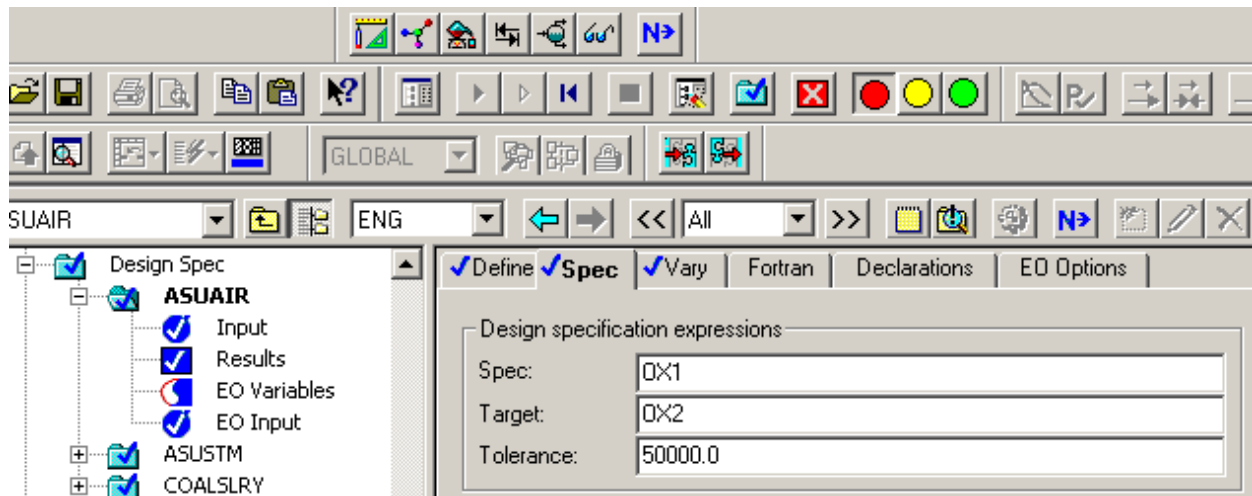 N
GLOBAL
SUAIR ENG << All >> N
Design Spec
ASUAIR
Input
Results
EO Variables
EO Input
ASUSTM
COALSLRY
Define Spec Vary Fortran Declarations EO Options
Design specification expressions
Spec: OX1
Target: OX2
Tolerance: 50000.0